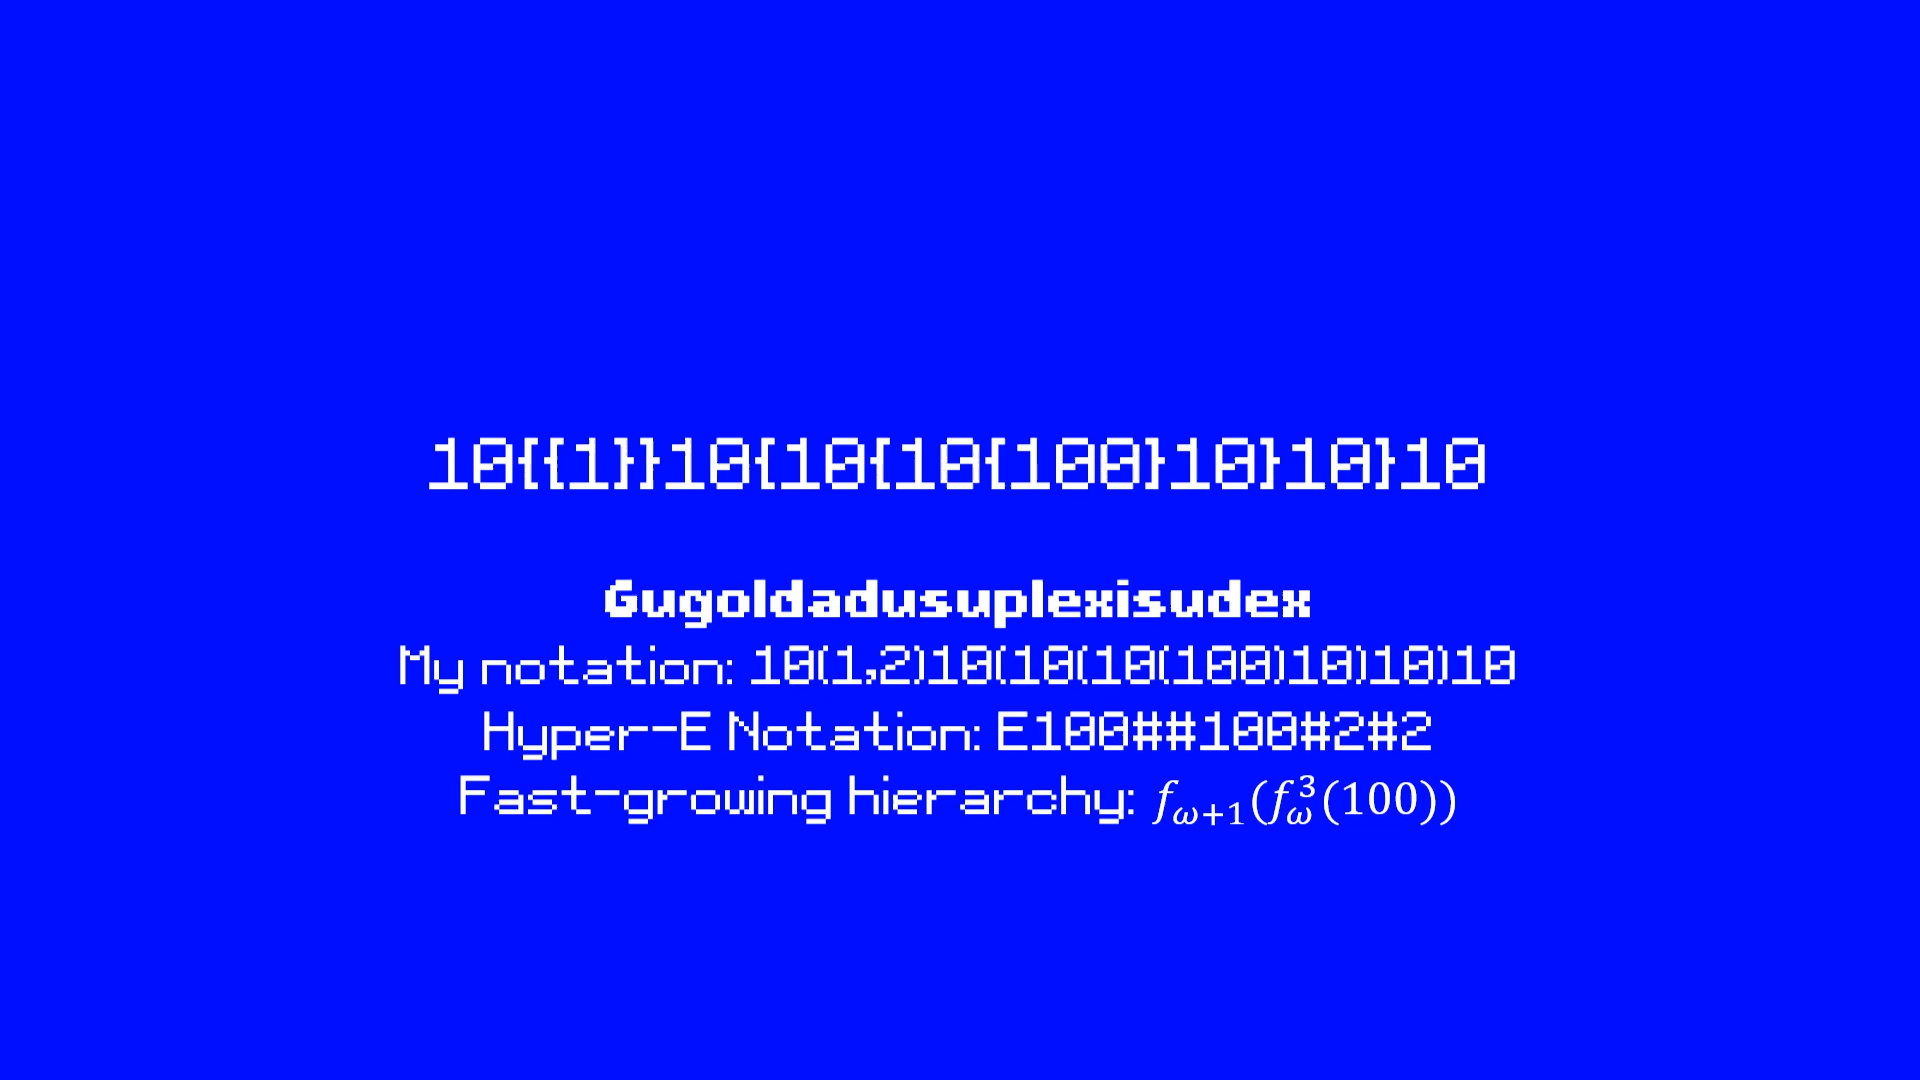 10{{1}}10{10{10{100}10}10}10
Gugoldadusuplexisudex
My notation: 10(1,2)10(10(10(100)10)10)10
Hyper-E Notation: E100##100#2#2
Fast-growing hierarchy: f_{ω+1}(f_ω^3(100))